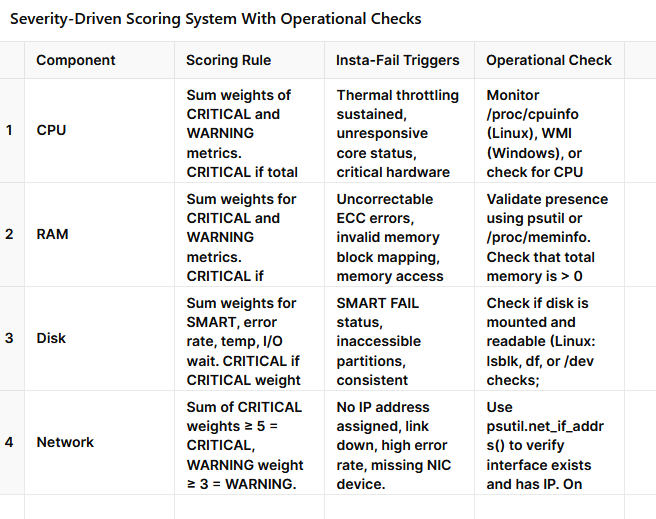 Severity-Driven Scoring System With Operational Checks
Component
Scoring Rule
Insta-Fail Triggers
Operational Check
1
CPU
Sum weights of
CRITICAL and
WARNING
metrics.
CRITICAL if total
Thermal throttling
sustained,
unresponsive
core status,
critical hardware
Monitor
/proc/cpuinfo
(Linux), WMI
(Windows), or
check for CPU
2
RAM
Sum weights for
CRITICAL and
WARNING
metrics.
CRITICAL if
Uncorrectable
ECC errors,
invalid memory
block mapping,
memory access
Validate presence
using psutil or
/proc/meminfo.
Check that total
memory is > 0
3
Disk
Sum weights for
SMART, error
rate, temp, I/O
wait. CRITICAL if
CRITICAL weight
SMART FAIL
status,
inaccessible
partitions,
consistent
Check if disk is
mounted and
readable (Linux:
lsblk, df, or /dev
checks;
4
Network
Sum of CRITICAL
weights ≥ 5 =
CRITICAL,
WARNING weight
≥ 3 = WARNING.
No IP address
assigned, link
down, high error
rate, missing NIC
device.
Use
psutil.net_if_addr
s() to verify
interface exists
and has IP. On